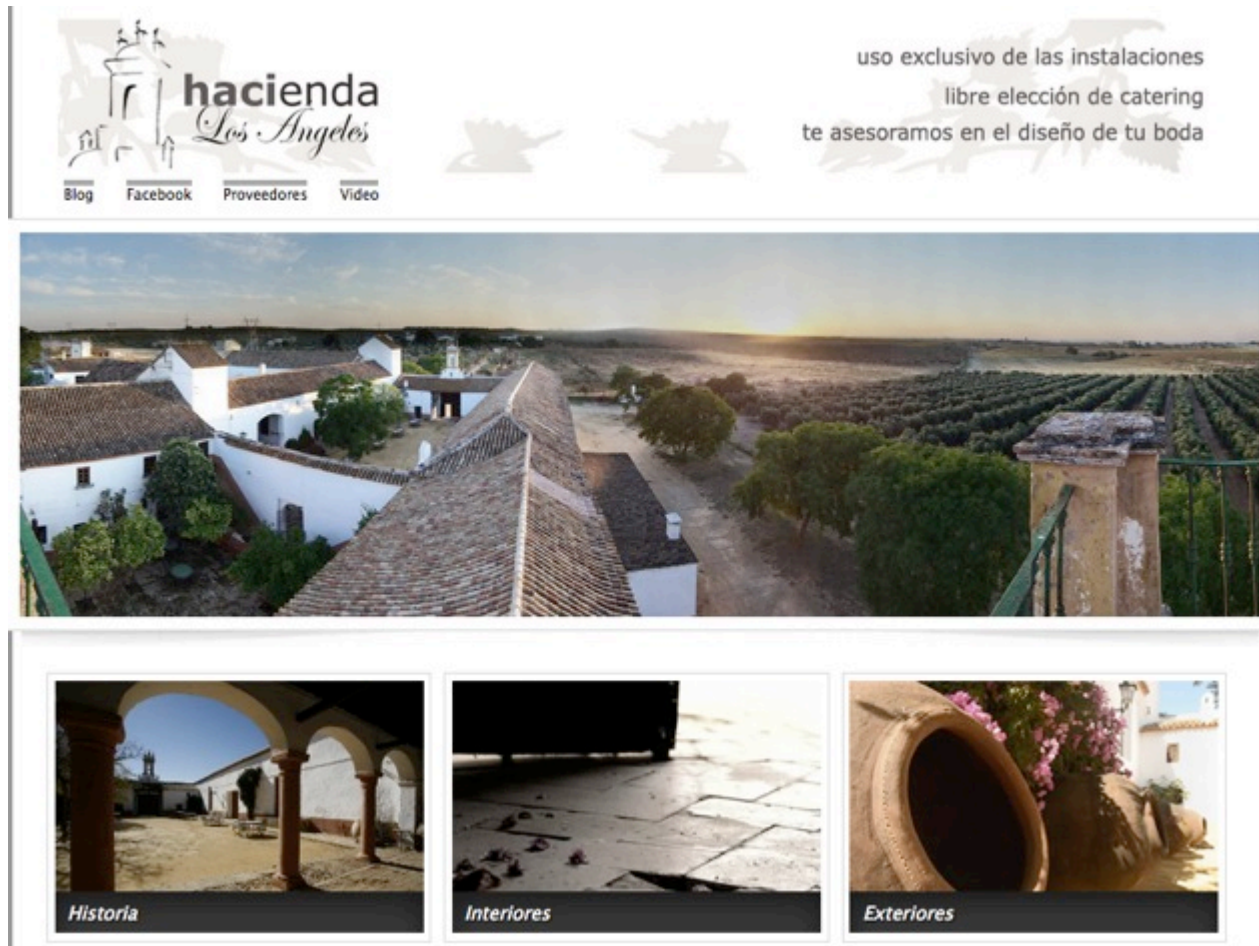 hacienda
Los Angeles
Blog Facebook Proveedores Video
uso exclusivo de las instalaciones
libre elección de catering
te asesoramos en el diseño de tu boda
Historia
Interiores
Exteriores